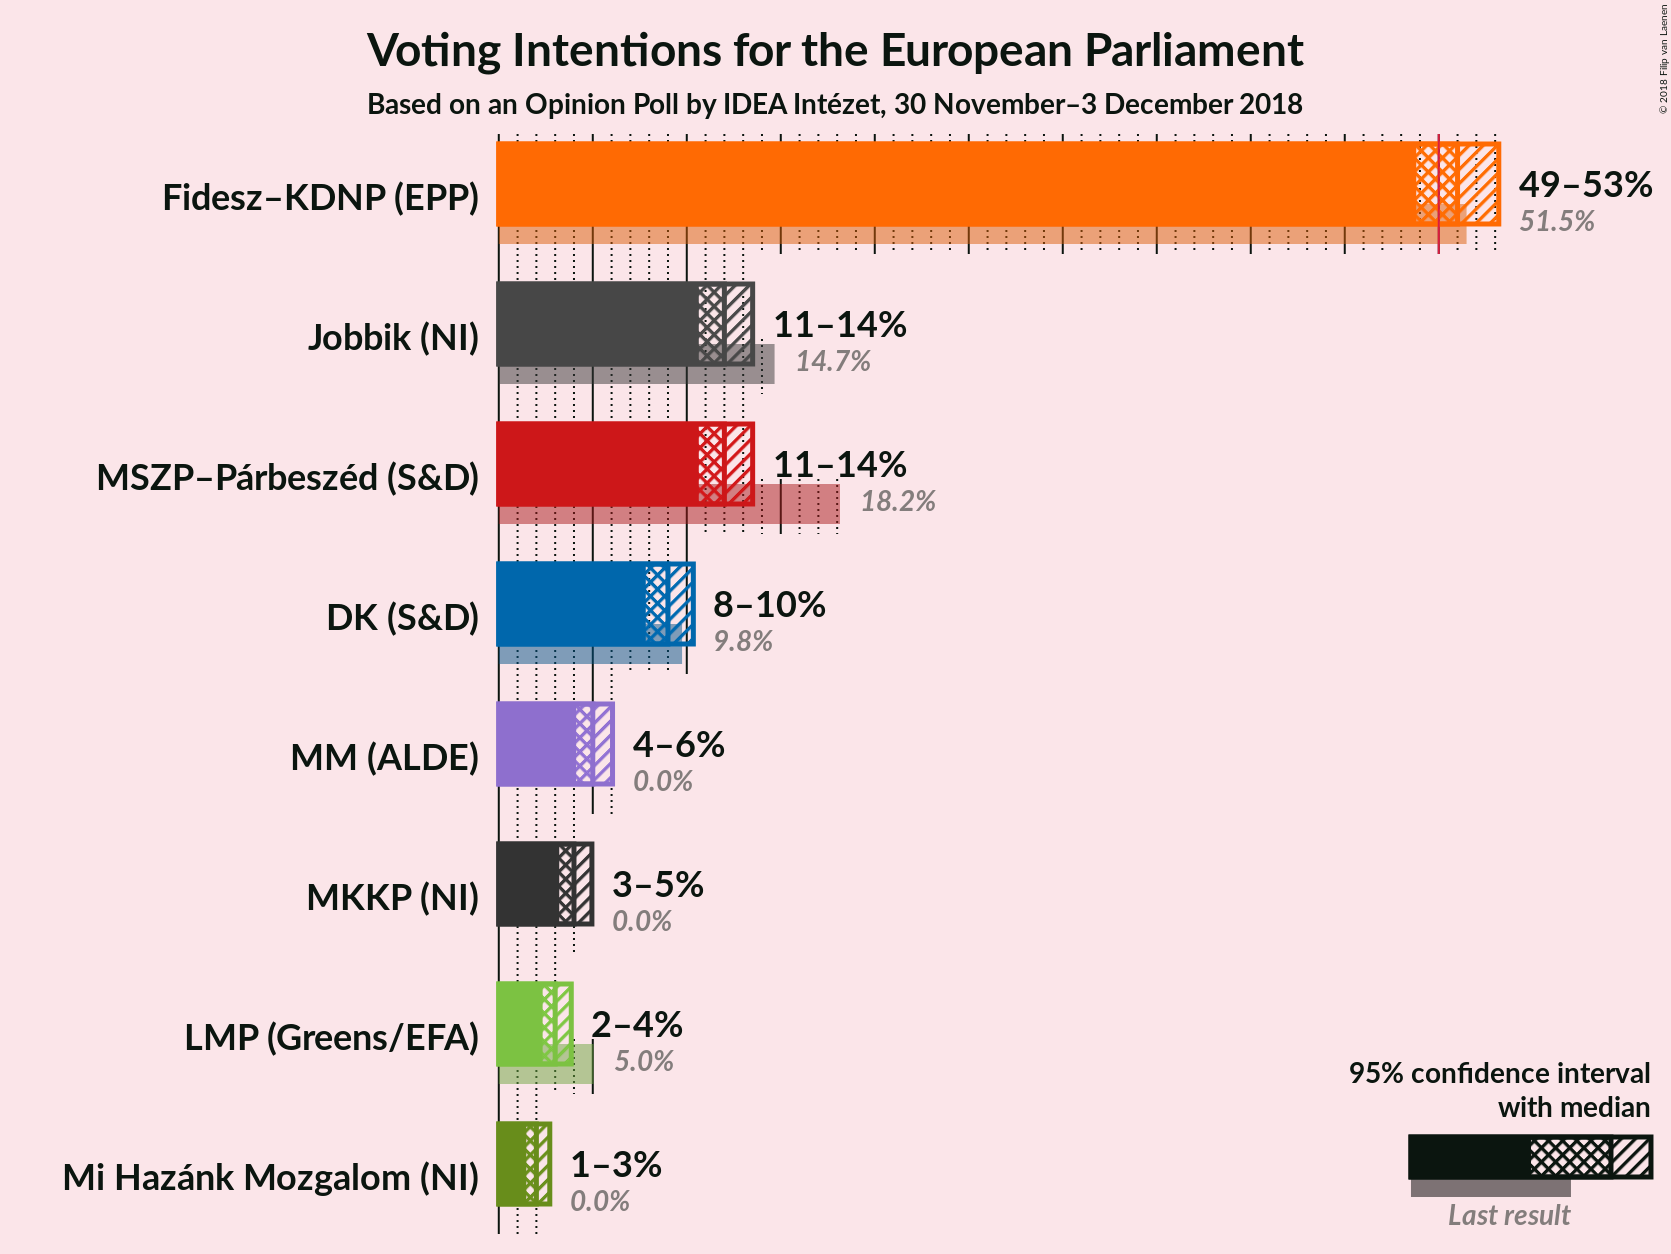 Voting Intentions for the European Parliament
Based on an Opinion Poll by IDEA Intézet, 30 November–3 December 2018
© 2018 Filip van Laenen
Fidesz–KDNP (EPP)
49–53%
51.5%
Jobbik (NI)
11–14%
14.7%
MSZP–Párbeszéd (S&D)
11–14%
18.2%
DK (S&D)
8–10%
9.8%
MM (ALDE)
4–6%
0.0%
MKKP (NI)
3–5%
0.0%
LMP (Greens/EFA)
2–4%
5.0%
Mi Hazánk Mozgalom (NI)
1–3%
0.0%
95% confidence interval
with median
Last result